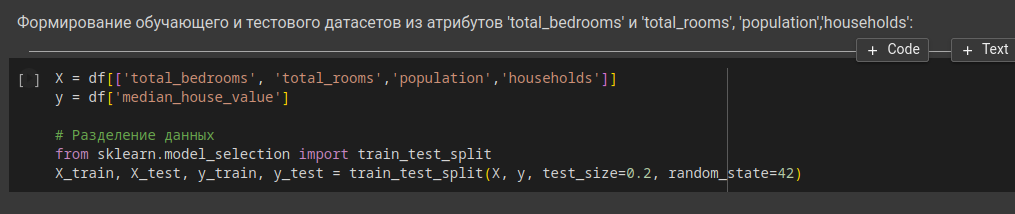 Формирование обучающего и тестового датасетов из атрибутов 'total_bedrooms' и 'total_rooms', 'population','households':
+ Code
+ Text
[ ] X = df[['total_bedrooms', 'total_rooms','population','households']]
y = df['median_house_value']
# Разделение данных
from sklearn.model_selection import train_test_split
X_train, X_test, y_train, y_test = train_test_split(X, y, test_size=0.2, random_state=42)